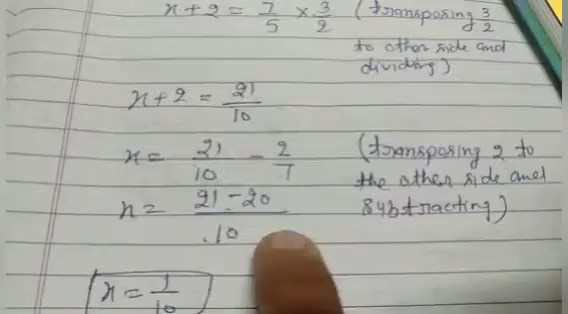 x + 2 = 7/5 × 3/2 (transposing 3/2
to other side and
dividing)
x + 2 = 21/10
x = 21/10 - 2/1 (transposing 2 to
the other side and
x = 21 - 20/10 subtracting)
x = 1/10